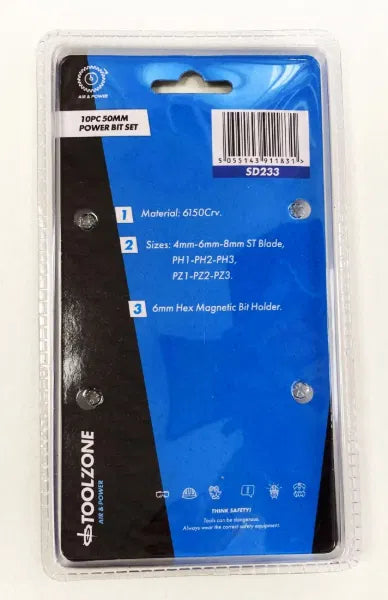 AIR & POWER
10PC 50MM
POWER BIT SET
5 055143 911831
SD233
1 Material: 6150Crv.
2 Sizes: 4mm-6mm-8mm ST Blade,
PH1-PH2-PH3,
PZ1-PZ2-PZ3.
3 6mm Hex Magnetic Bit Holder.
TOOLZONE
AIR & POWER
THINK SAFETY!
Tools can be dangerous.
Always wear the correct safety equipment.